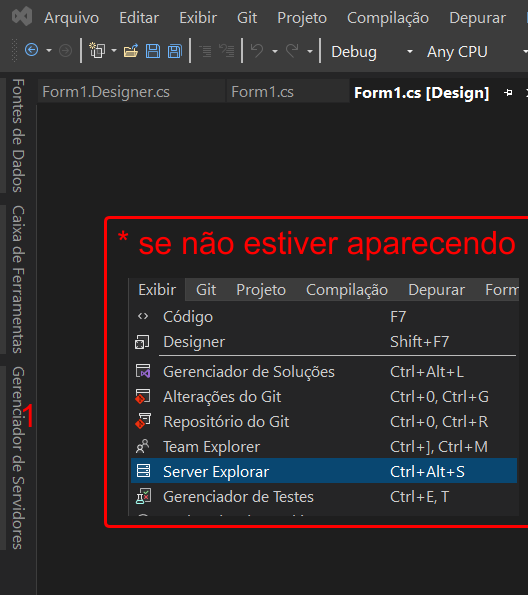 Arquivo Editar Exibir Git Projeto Compilação Depurar
Debug Any CPU
Form1.Designer.cs Form1.cs Form1.cs [Design]
Fontes de Dados
Caixa de Ferramentas
Gerenciador de Servidores
1
* se não estiver aparecendo
Exibir Git Projeto Compilação Depurar Form
Código F7
Designer Shift+F7
Gerenciador de Soluções Ctrl+Alt+L
Alterações do Git Ctrl+0, Ctrl+G
Repositório do Git Ctrl+0, Ctrl+R
Team Explorer Ctrl+], Ctrl+M
Server Explorar Ctrl+Alt+S
Gerenciador de Testes Ctrl+E, T